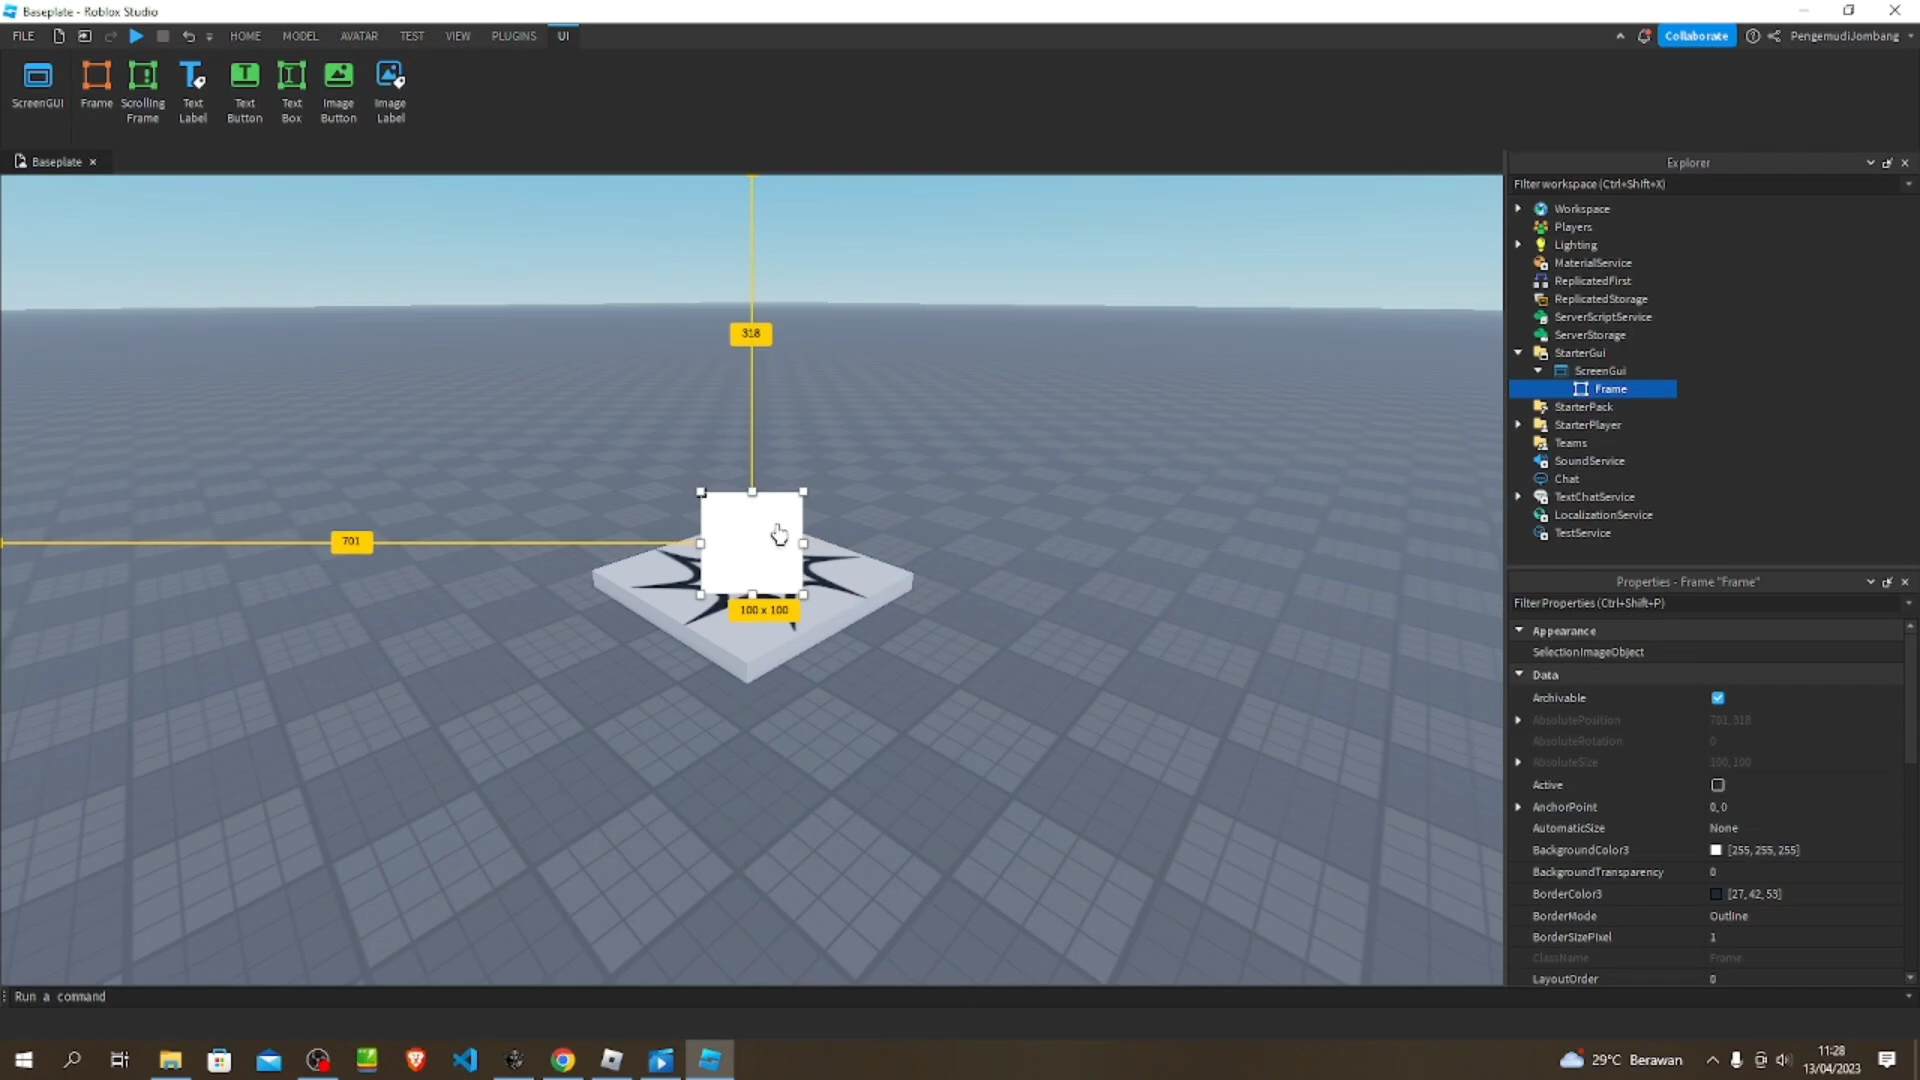 Baseplate - Roblox Studio
FILE HOME MODEL AVATAR TEST VIEW PLUGINS UI Collaborate PengemudiJombang
ScreenGUI
Frame
Scrolling
Frame
Text
Label
Text
Button
Text
Box
Image
Button
Image
Label
Baseplate
318
701
100 x 100
Explorer
Filter workspace (Ctrl+Shift+X)
Workspace
Players
Lighting
MaterialService
ReplicatedFirst
ReplicatedStorage
ServerScriptService
ServerStorage
StarterGui
ScreenGui
Frame
StarterPack
StarterPlayer
Teams
SoundService
Chat
TextChatService
LocalizationService
TestService
Properties - Frame "Frame"
Filter Properties (Ctrl+Shift+P)
Appearance
SelectionImageObject
Data
Archivable
AbsolutePosition 701, 318
AbsoluteRotation 0
AbsoluteSize 100, 100
Active
AnchorPoint 0, 0
AutomaticSize None
BackgroundColor3 [255, 255, 255]
BackgroundTransparency 0
BorderColor3 [27, 42, 53]
BorderMode Outline
BorderSizePixel 1
ClassName Frame
LayoutOrder 0
Run a command
29°C Berawan
11:28
13/04/2023